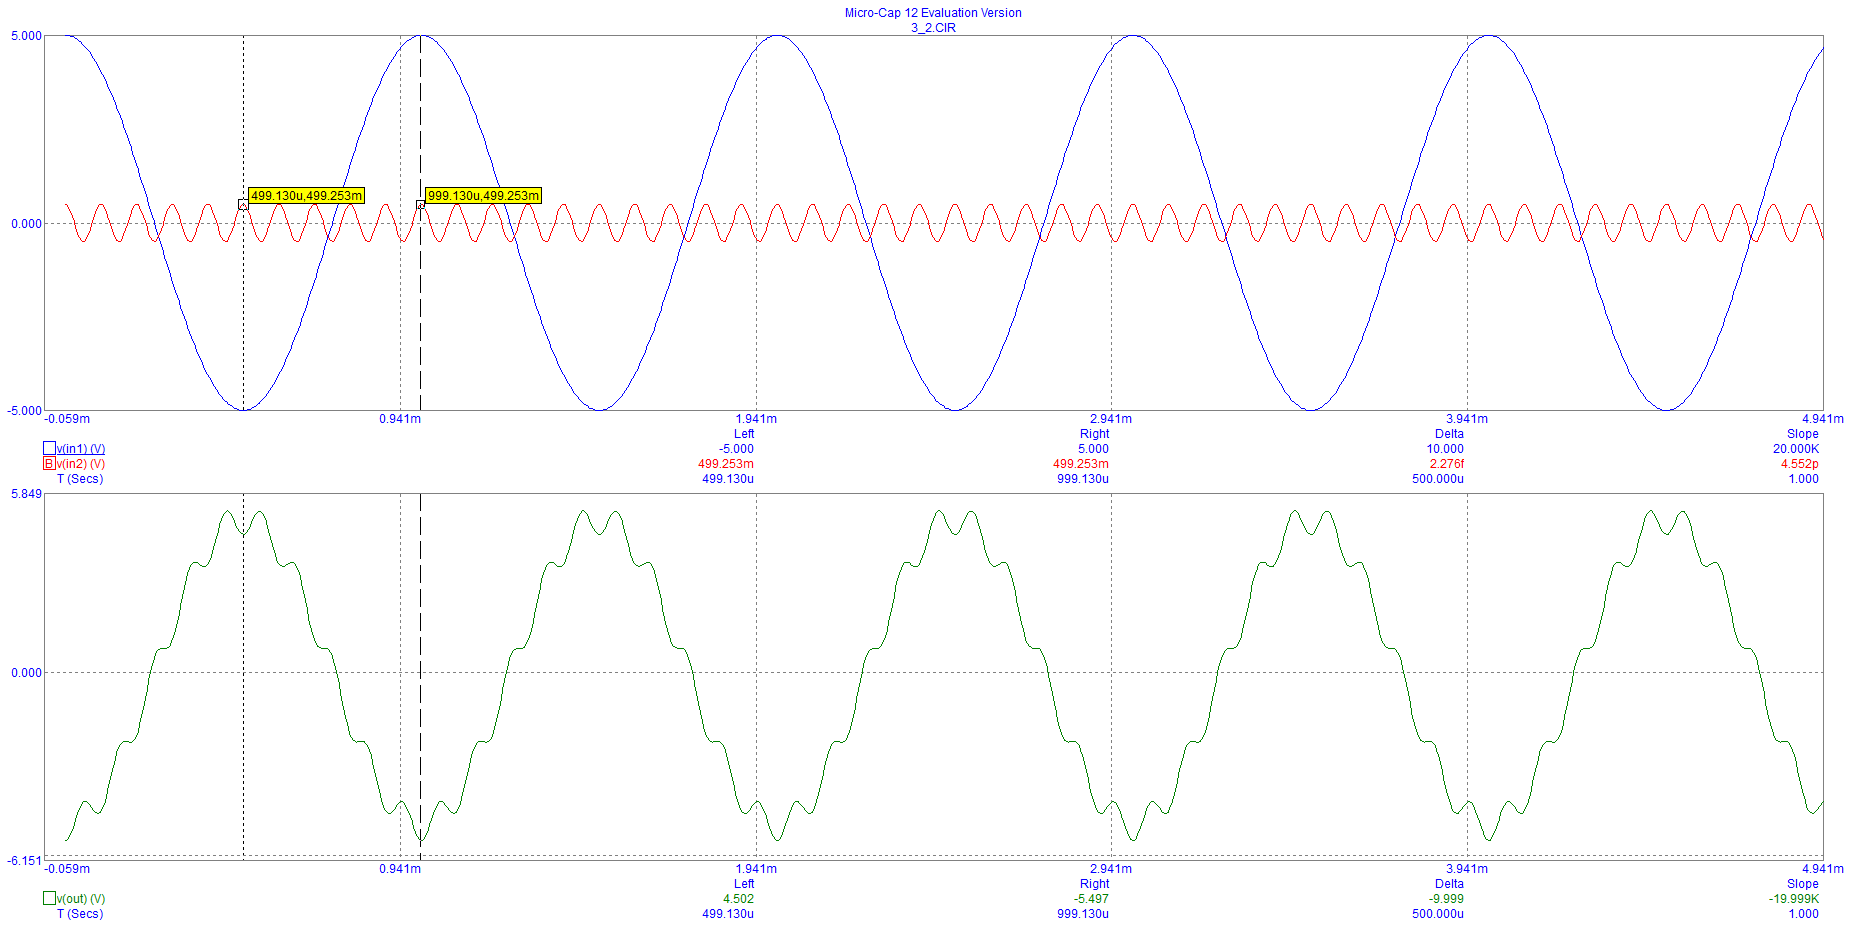 Micro-Cap 12 Evaluation Version
3_2.CIR
5.000
499.130u,499.253m 999.130u,499.253m
0.000
-5.000
-0.059m 0.941m 1.941m 2.941m 3.941m 4.941m
Left Right Delta Slope
v(in1) (V) -5.000 5.000 10.000 20.000K
B v(in2) (V) 499.253m 499.253m 2.276f 4.552p
T (Secs) 499.130u 999.130u 500.000u 1.000
5.849
0.000
-6.151
-0.059m 0.941m 1.941m 2.941m 3.941m 4.941m
Left Right Delta Slope
v(out) (V) 4.502 -5.497 -9.999 -19.999K
T (Secs) 499.130u 999.130u 500.000u 1.000